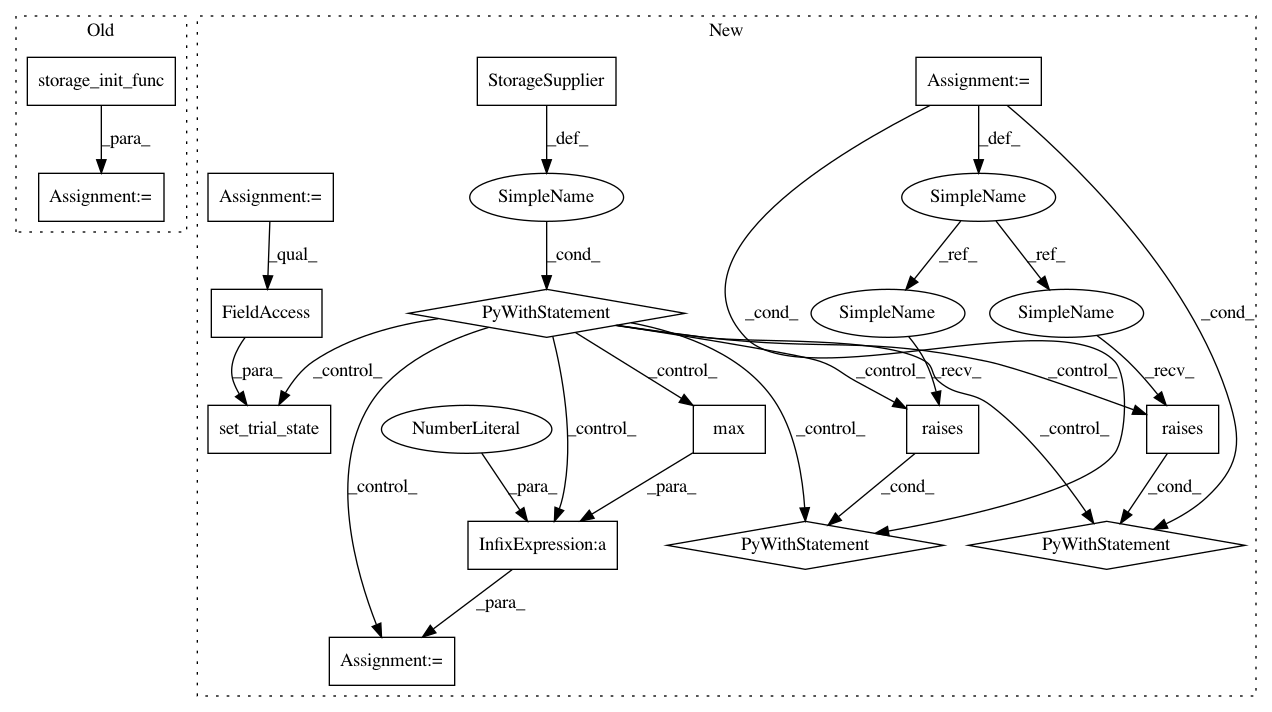 Old
New
storage_init_func
StorageSupplier
Assignment:=
_para_
_def_
_def_
Assignment:=
Assignment:=
SimpleName
SimpleName
_qual_
_cond_
_ref_
_ref_
FieldAccess
PyWithStatement
SimpleName
SimpleName
_cond_
_cond_
_para_
_control_
_control_
_control_
_recv_
_control_
_recv_
set_trial_state
NumberLiteral
max
raises
raises
_control_
_control_
_control_
_control_
_para_
_para_
_cond_
_cond_
InfixExpression:a
PyWithStatement
PyWithStatement
_para_
Assignment:=